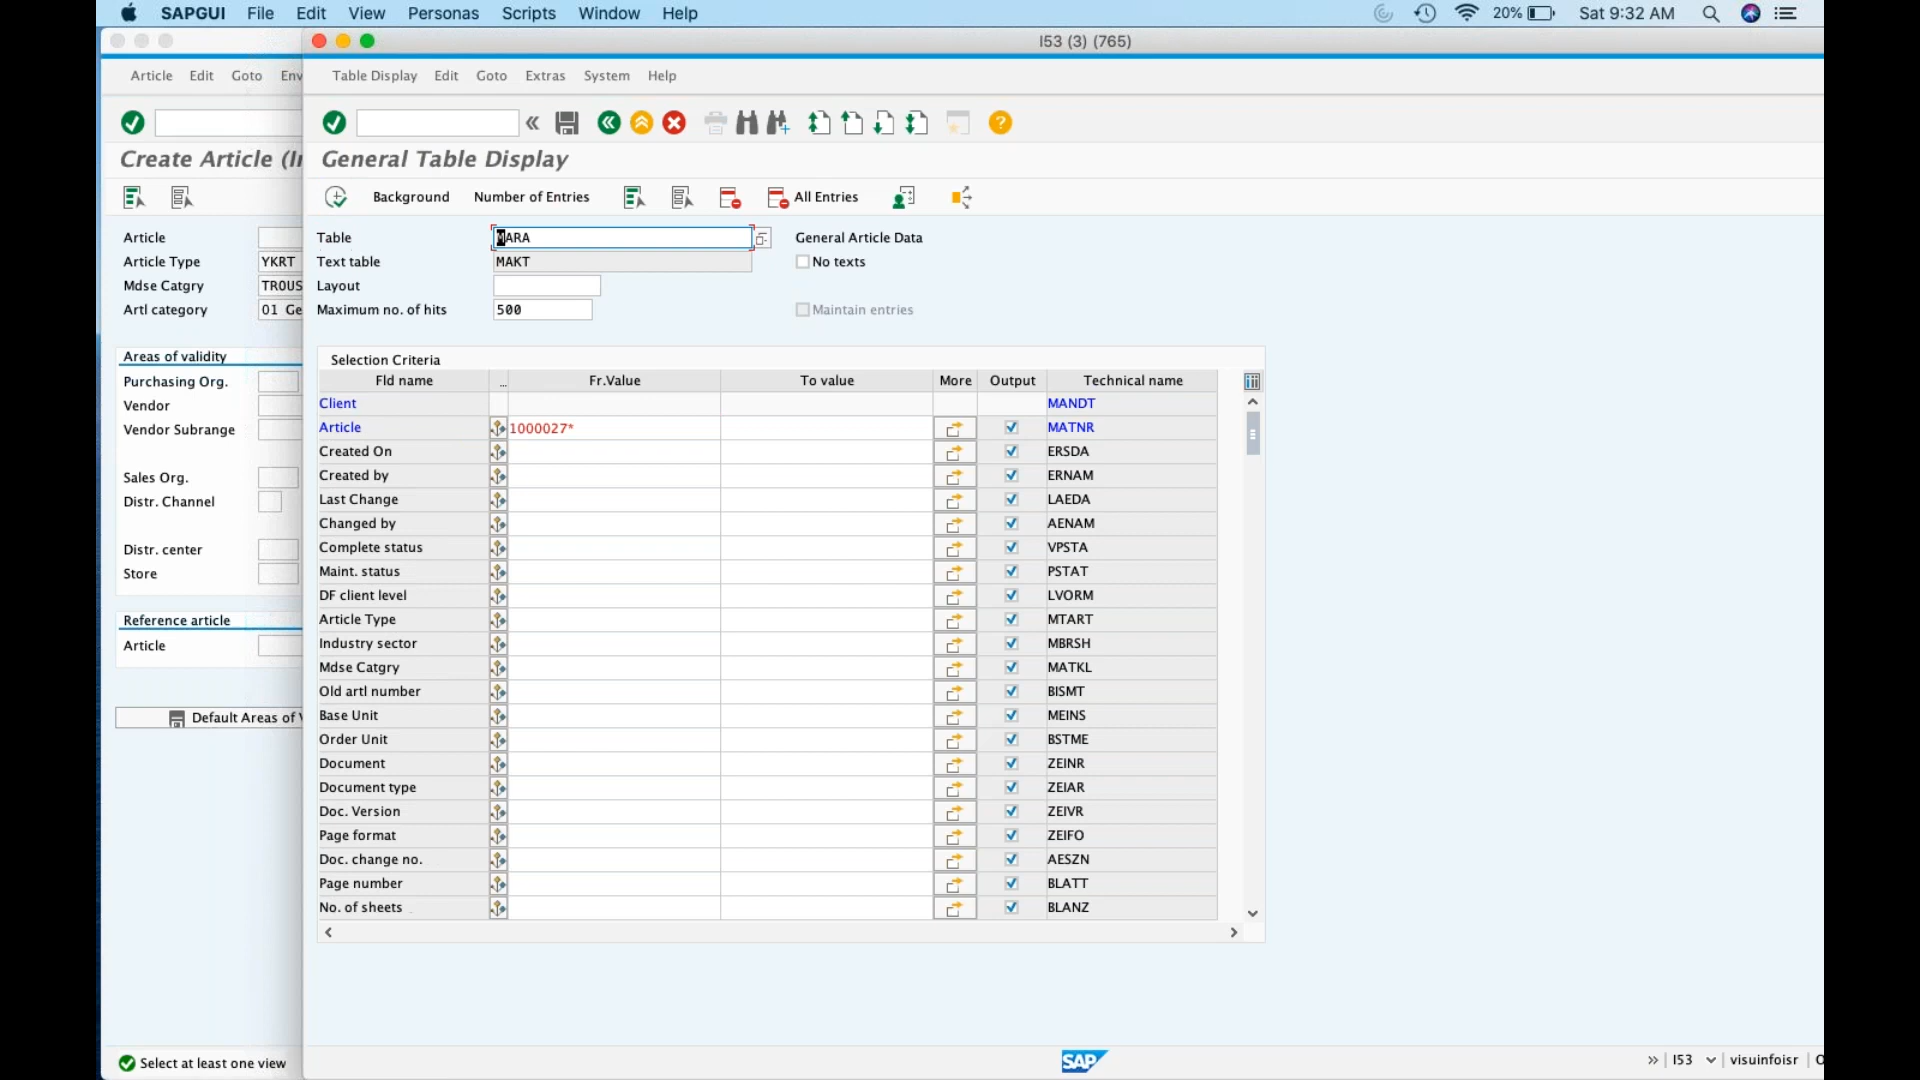 SAPGUI File Edit View Personas Scripts Window Help 20% Sat 9:32 AM
I53 (3) (765)
Article Edit Goto Env
Table Display Edit Goto Extras System Help
Create Article (In
General Table Display
Background Number of Entries All Entries
Article
Article Type YKRT
Mdse Catgry TROUS
Artl category 01 Ge
Areas of validity
Purchasing Org.
Vendor
Vendor Subrange
Sales Org.
Distr. Channel
Distr. center
Store
Reference article
Article
Default Areas of V
Select at least one view
Table MARA General Article Data
Text table MAKT No texts
Layout
Maximum no. of hits 500 Maintain entries
Selection Criteria
Fld name ... Fr.Value To value More Output Technical name
Client MANDT
Article 1000027* MATNR
Created On ERSDA
Created by ERNAM
Last Change LAEDA
Changed by AENAM
Complete status VPSTA
Maint. status PSTAT
DF client level LVORM
Article Type MTART
Industry sector MBRSH
Mdse Catgry MATKL
Old artl number BISMT
Base Unit MEINS
Order Unit BSTME
Document ZEINR
Document type ZEIAR
Doc. Version ZEIVR
Page format ZEIFO
Doc. change no. AESZN
Page number BLATT
No. of sheets BLANZ
SAP
I53 visuinfoisr